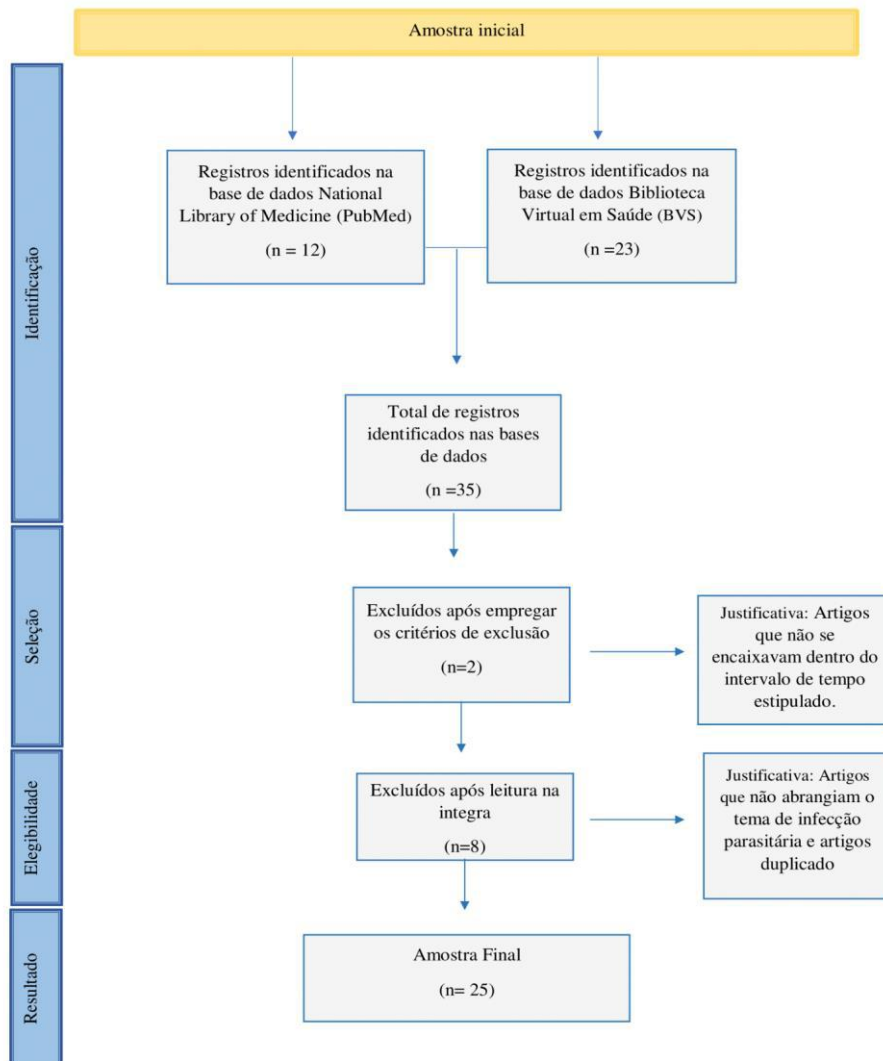 Amostra inicial
Identificação
Registros identificados na
base de dados National
Library of Medicine (PubMed)
(n = 12)
Registros identificados na
base de dados Biblioteca
Virtual em Saúde (BVS)
(n =23)
Total de registros
identificados nas bases
de dados
(n =35)
Seleção
Excluídos após empregar
os critérios de exclusão
(n=2)
Justificativa: Artigos
que não se
encaixavam dentro do
intervalo de tempo
estipulado.
Elegibilidade
Excluídos após leitura na
integra
(n=8)
Justificativa: Artigos
que não abrangiam o
tema de infecção
parasitária e artigos
duplicado
Resultado
Amostra Final
(n= 25)